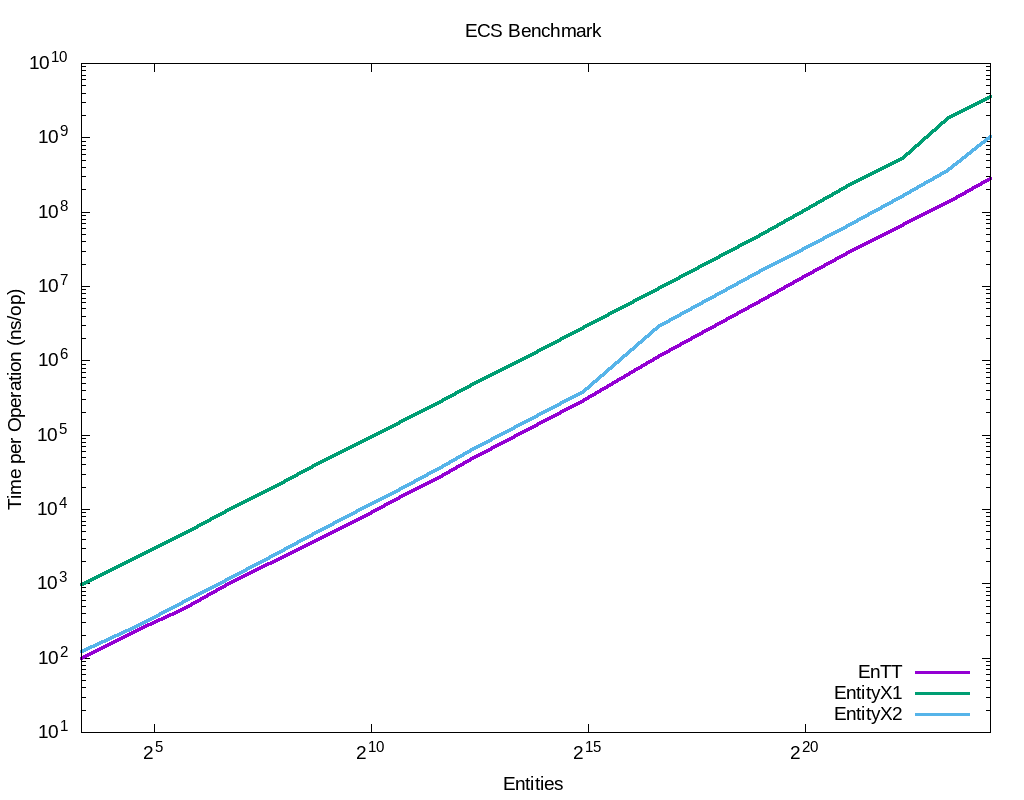 ECS Benchmark
10^10
10^9
10^8
10^7
10^6
10^5
10^4
10^3
10^2
10^1
Time per Operation (ns/op)
EnTT
EntityX1
EntityX2
2^5 2^10 2^15 2^20
Entities